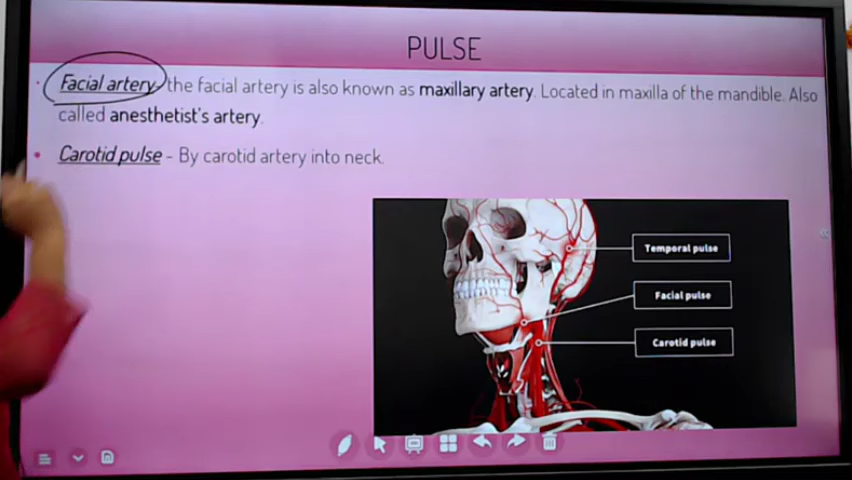 PULSE
Facial artery- the facial artery is also known as maxillary artery. Located in maxilla of the mandible. Also
called anesthetist's artery.
Carotid pulse - By carotid artery into neck.
Temporal pulse
Facial pulse
Carotid pulse